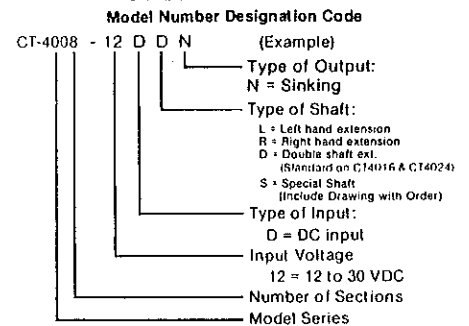 Model Number Designation Code
CT-4008 - 12 D D N (Example)
Type of Output:
N = Sinking
Type of Shaft:
L = Left hand extension
R = Right hand extension
D = Double shaft ext.
(Standard on CT4016 & CT4024)
S = Special Shaft
(Include Drawing with Order)
Type of Input:
D = DC input
Input Voltage
12 = 12 to 30 VDC
Number of Sections
Model Series